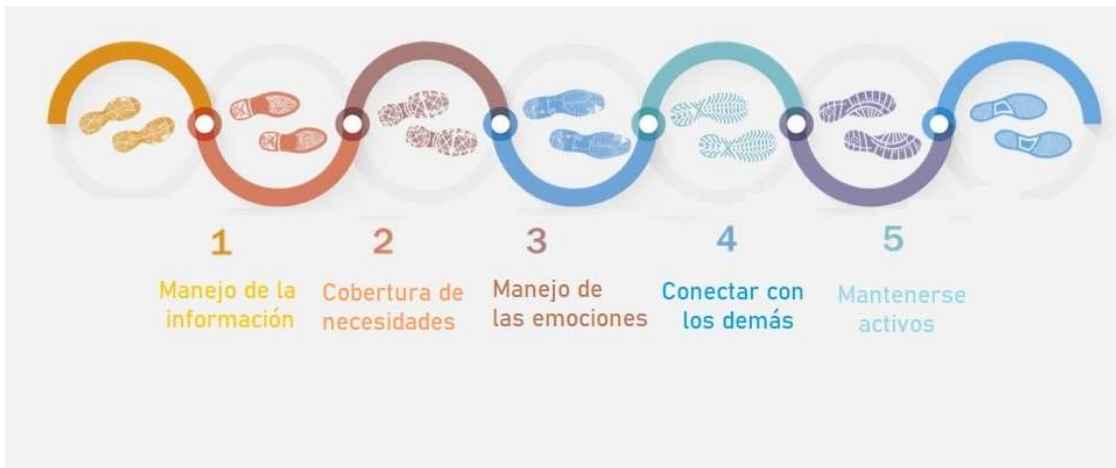 1
Manejo de la
información
2
Cobertura de
necesidades
3
Manejo de
las emociones
4
Conectar con
los demás
5
Mantenerse
activos